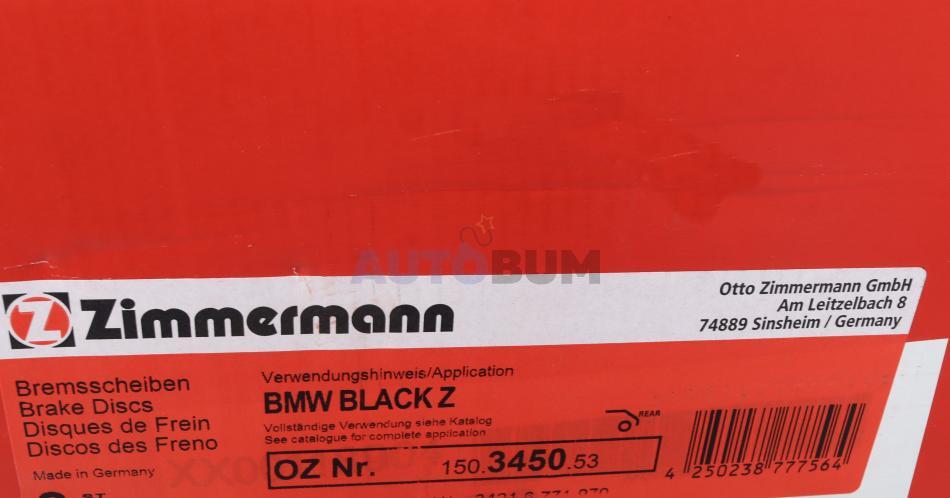 AUTOBUM
Zimmermann
Otto Zimmermann GmbH
Am Leitzelbach 8
74889 Sinsheim / Germany
Bremsscheiben
Brake Discs
Disques de Frein
Discos des Freno
Made in Germany
Verwendungshinweis/Application
BMW BLACK Z
Vollständige Verwendung siehe Katalog
See catalogue for complete application
REAR
OZ Nr. 150.3450.53
4 250238 777564